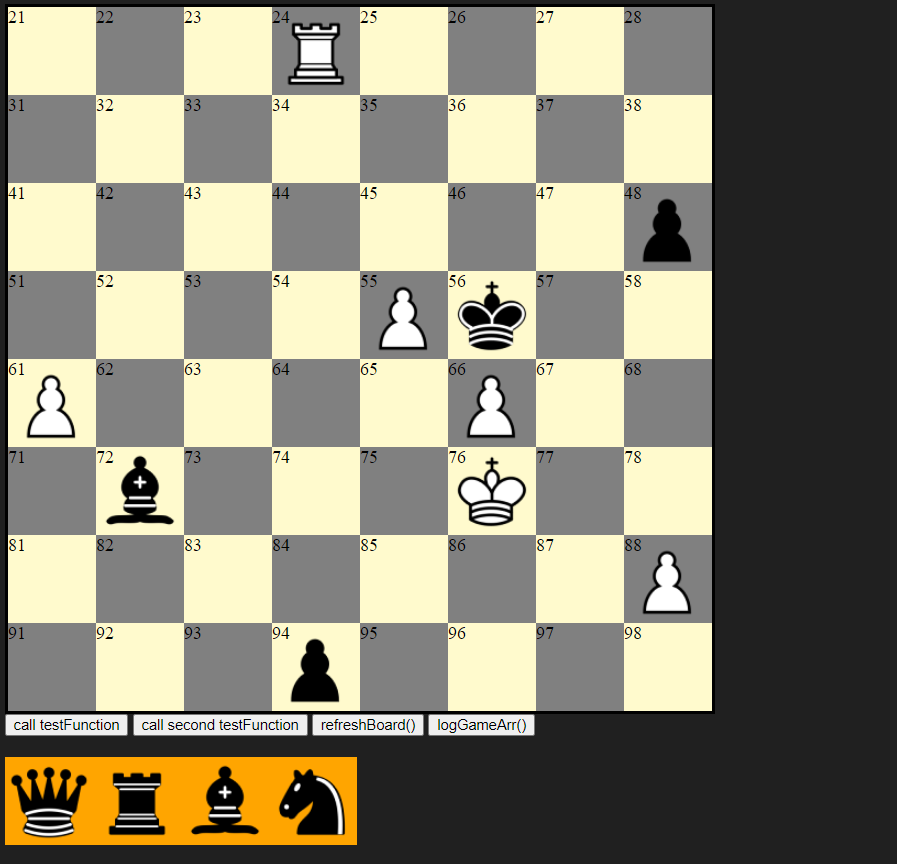 21 22 23 24 25 26 27 28
31 32 33 34 35 36 37 38
41 42 43 44 45 46 47 48
51 52 53 54 55 56 57 58
61 62 63 64 65 66 67 68
71 72 73 74 75 76 77 78
81 82 83 84 85 86 87 88
91 92 93 94 95 96 97 98
call testFunction call second testFunction refreshBoard() logGameArr()